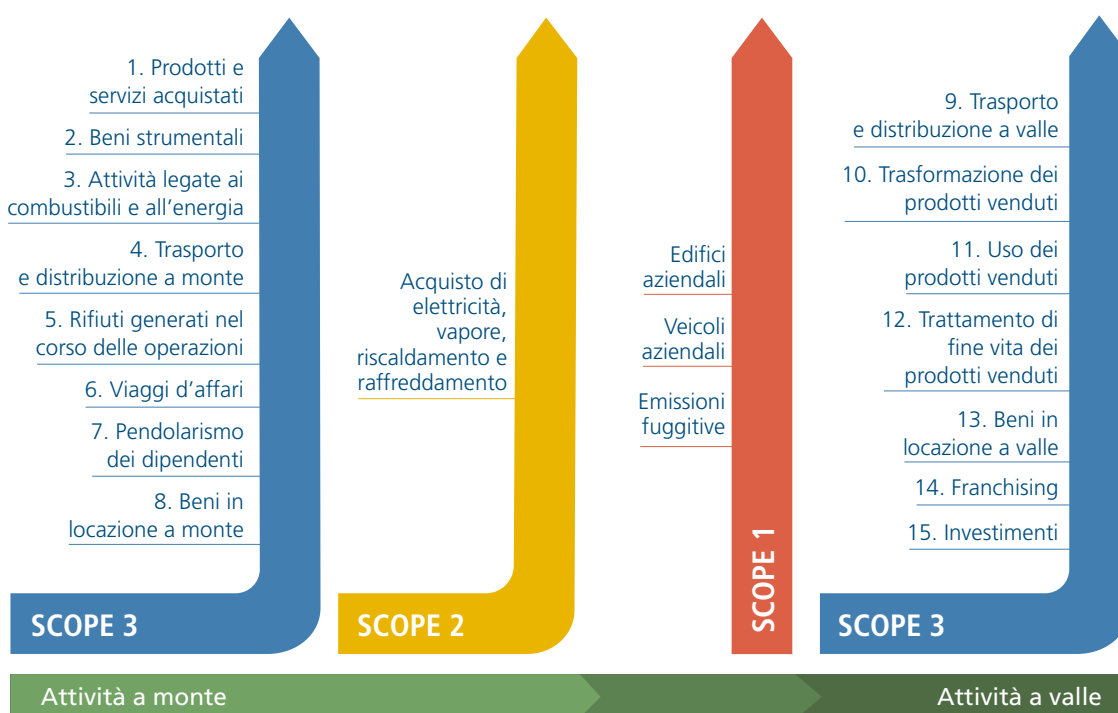 1. Prodotti e
servizi acquistati
2. Beni strumentali
3. Attività legate ai
combustibili e all’energia
4. Trasporto
e distribuzione a monte
5. Rifiuti generati nel
corso delle operazioni
6. Viaggi d’affari
7. Pendolarismo
dei dipendenti
8. Beni in
locazione a monte
SCOPE 3
Acquisto di
elettricità,
vapore,
riscaldamento e
raffreddamento
SCOPE 2
Edifici
aziendali
Veicoli
aziendali
Emissioni
fuggitive
SCOPE 1
9. Trasporto
e distribuzione a valle
10. Trasformazione dei
prodotti venduti
11. Uso dei
prodotti venduti
12. Trattamento di
fine vita dei
prodotti venduti
13. Beni in
locazione a valle
14. Franchising
15. Investimenti
SCOPE 3
Attività a monte
Attività a valle